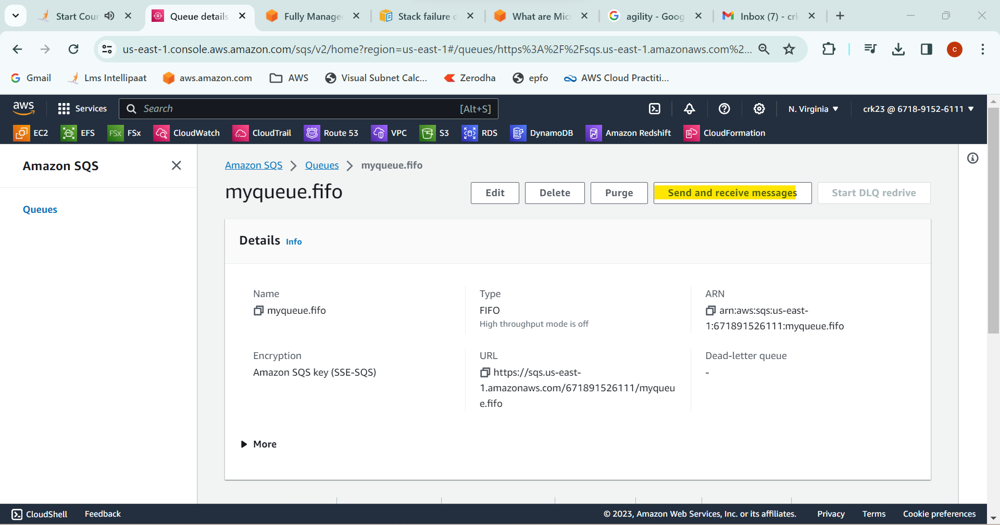 Start Cour
Queue details
Fully Manage
Stack failure o
What are Mic
agility - Goog
Inbox (7) - crk
us-east-1.console.aws.amazon.com/sqs/v2/home?region=us-east-1#/queues/https%3A%2F%2Fsqs.us-east-1.amazonaws.com%2...
C
Gmail
Lms Intellipaat
aws.amazon.com
AWS
Visual Subnet Calc...
Zerodha
epfo
AWS Cloud Practiti...
aws
Services
Search
[Alt+S]
N. Virginia
crk23 @ 6718-9152-6111
EC2
EFS
FSx
FSx
CloudWatch
CloudTrail
53
Route 53
VPC
S3
RDS
DynamoDB
Amazon Redshift
CloudFormation
Amazon SQS
Queues
Amazon SQS
Queues
myqueue.fifo
myqueue.fifo
Edit
Delete
Purge
Send and receive messages
Start DLQ redrive
Details Info
Name
myqueue.fifo
Type
FIFO
High throughput mode is off
ARN
arn:aws:sqs:us-east-
1:671891526111:myqueue.fifo
Encryption
Amazon SQS key (SSE-SQS)
URL
https://sqs.us-east-
1.amazonaws.com/671891526111/myqueu
e.fifo
Dead-letter queue
-
More
CloudShell
Feedback
© 2023, Amazon Web Services, Inc. or its affiliates.
Privacy
Terms
Cookie preferences